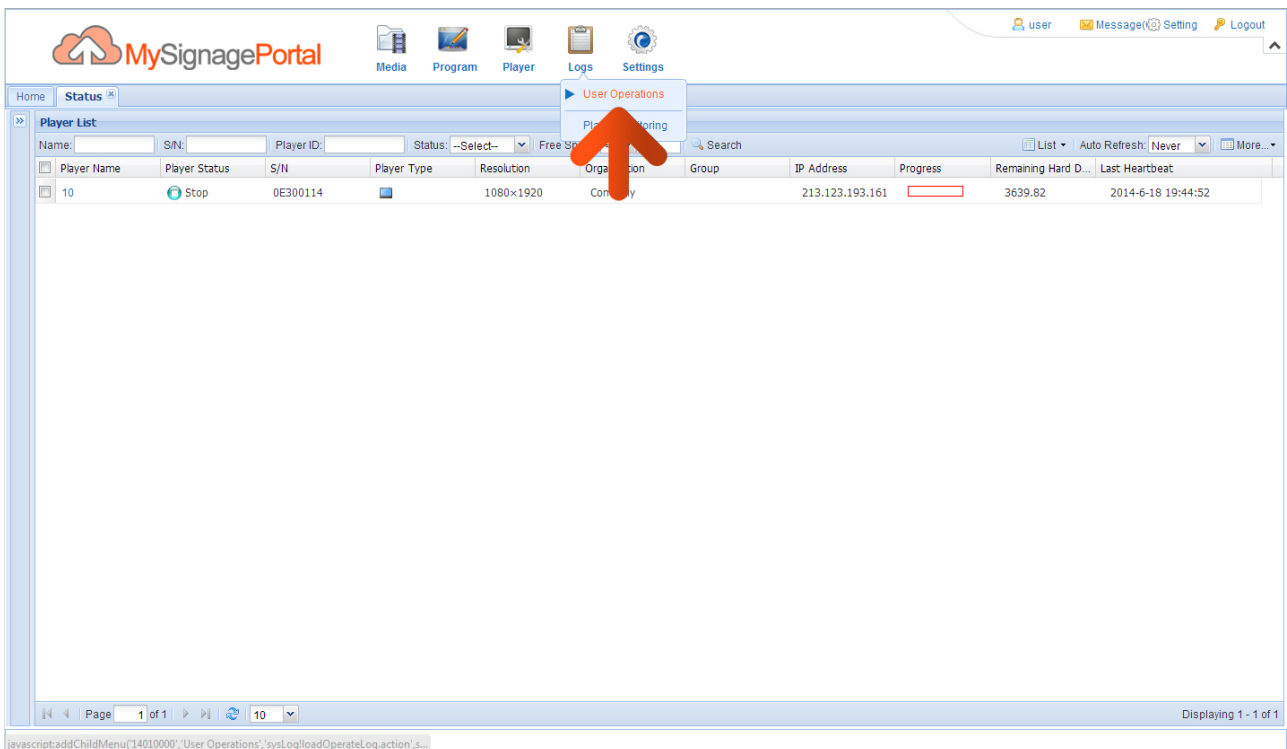 user Message( Setting Logout
MySignagePortal
Media Program Player Logs Settings
Home Status
User Operations
Player List
Name: S/N: Player ID: Status: --Select-- Free Search List Auto Refresh: Never More...
Player Name Player Status S/N Player Type Resolution Group IP Address Progress Remaining Hard D... Last Heartbeat
10 Stop 0E300114 1080×1920 213.123.193.161 3639.82 2014-6-18 19:44:52
Page 1 of 1 10 Displaying 1 - 1 of 1
javascript:addChildMenu('14010000','User Operations','sysLog!loadOperateLog.action',s...